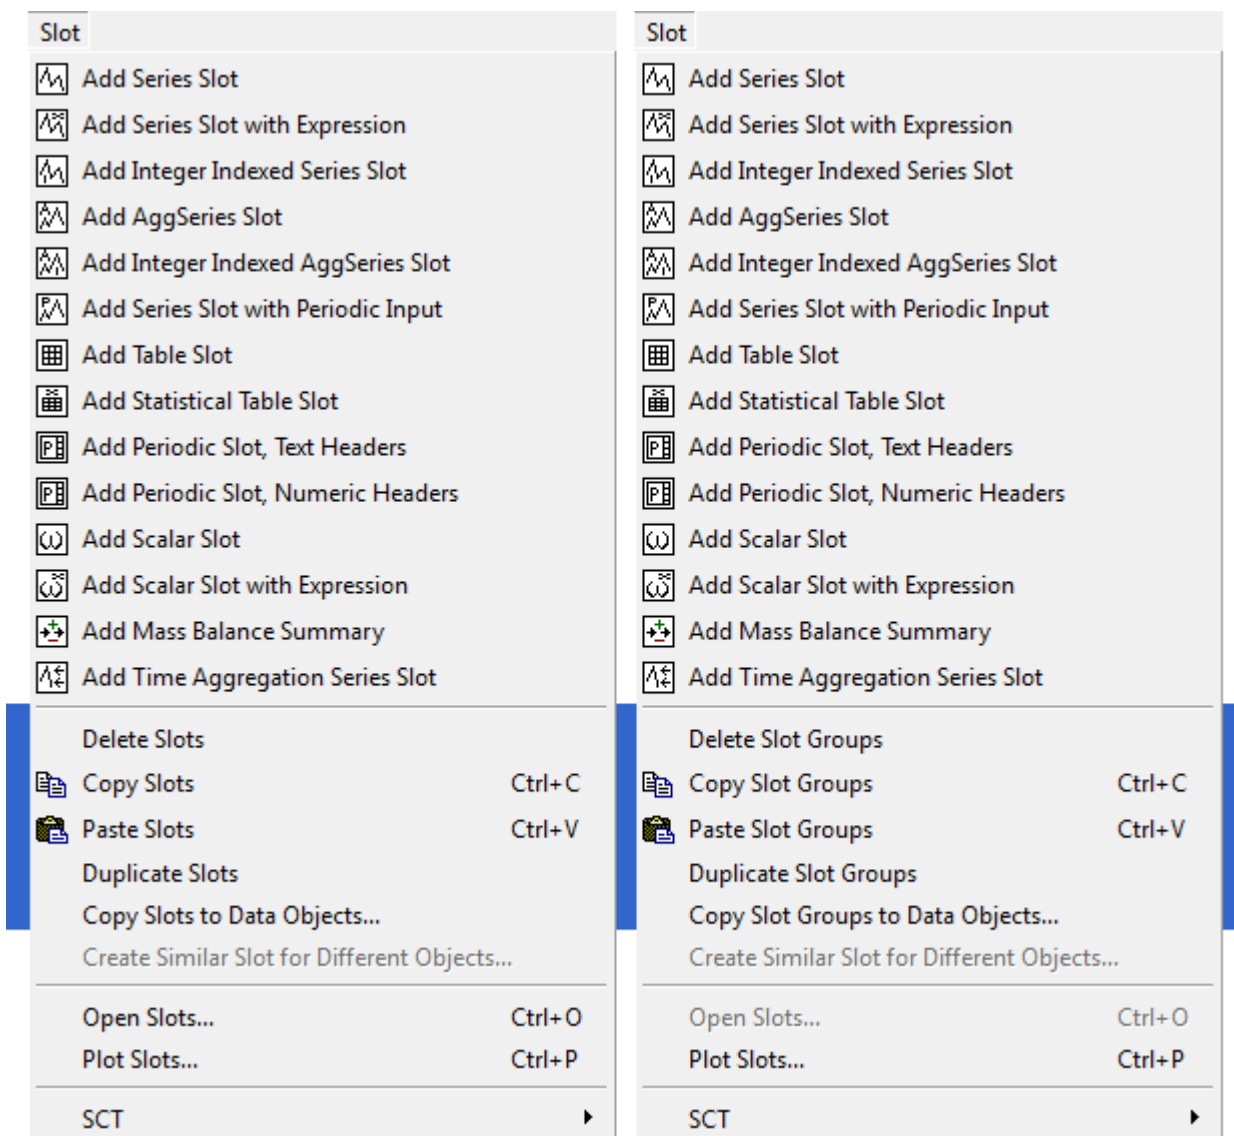 Slot
Add Series Slot
Add Series Slot with Expression
Add Integer Indexed Series Slot
Add AggSeries Slot
Add Integer Indexed AggSeries Slot
Add Series Slot with Periodic Input
Add Table Slot
Add Statistical Table Slot
Add Periodic Slot, Text Headers
Add Periodic Slot, Numeric Headers
Add Scalar Slot
Add Scalar Slot with Expression
Add Mass Balance Summary
Add Time Aggregation Series Slot
Delete Slots
Copy Slots Ctrl+C
Paste Slots Ctrl+V
Duplicate Slots
Copy Slots to Data Objects...
Create Similar Slot for Different Objects...
Open Slots... Ctrl+O
Plot Slots... Ctrl+P
SCT
Slot
Add Series Slot
Add Series Slot with Expression
Add Integer Indexed Series Slot
Add AggSeries Slot
Add Integer Indexed AggSeries Slot
Add Series Slot with Periodic Input
Add Table Slot
Add Statistical Table Slot
Add Periodic Slot, Text Headers
Add Periodic Slot, Numeric Headers
Add Scalar Slot
Add Scalar Slot with Expression
Add Mass Balance Summary
Add Time Aggregation Series Slot
Delete Slot Groups
Copy Slot Groups Ctrl+C
Paste Slot Groups Ctrl+V
Duplicate Slot Groups
Copy Slot Groups to Data Objects...
Create Similar Slot for Different Objects...
Open Slots... Ctrl+O
Plot Slots... Ctrl+P
SCT